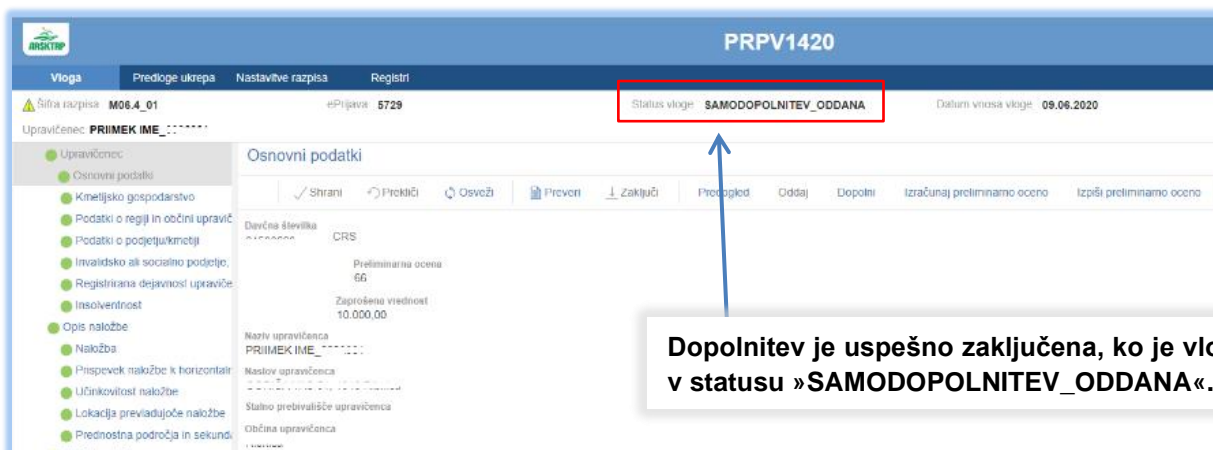 ARSKTRP
PRPV1420
Vloga Predloge ukrepa Nastavitve razpisa Registri
Šifra razpisa M06.4_01 ePrijava 5729 Status vloge SAMODOPOLNITEV_ODDANA Datum vnosa vloge 09.06.2020
Upravičenec PRIIMEK IME_
Upravičenec
Osnovni podatki
Kmetijsko gospodarstvo
Podatki o regiji in občini upravič
Podatki o podjetju/kmetiji
Invalidsko ali socialno podjetje,
Registrirana dejavnost upraviče
Insolventnost
Opis naložbe
Naložba
Prispevek naložbe k horizontaln
Učinkovitost naložbe
Lokacija prevladujoče naložbe
Prednostna področja in sekund
Osnovni podatki
Shrani Prekliči Osveži Preveri Zaključi Predogled Oddaj Dopolni Izračunaj preliminarno oceno Izpiši preliminarno oceno
Davčna številka
CRS
Preliminarna ocena
66
Zaprošena vrednost
10.000,00
Naziv upravičenca
PRIIMEK IME_
Naslov upravičenca
Stalno prebivališče upravičenca
Občina upravičenca
Dopolnitev je uspešno zaključena, ko je vlo
v statusu »SAMODOPOLNITEV_ODDANA«.